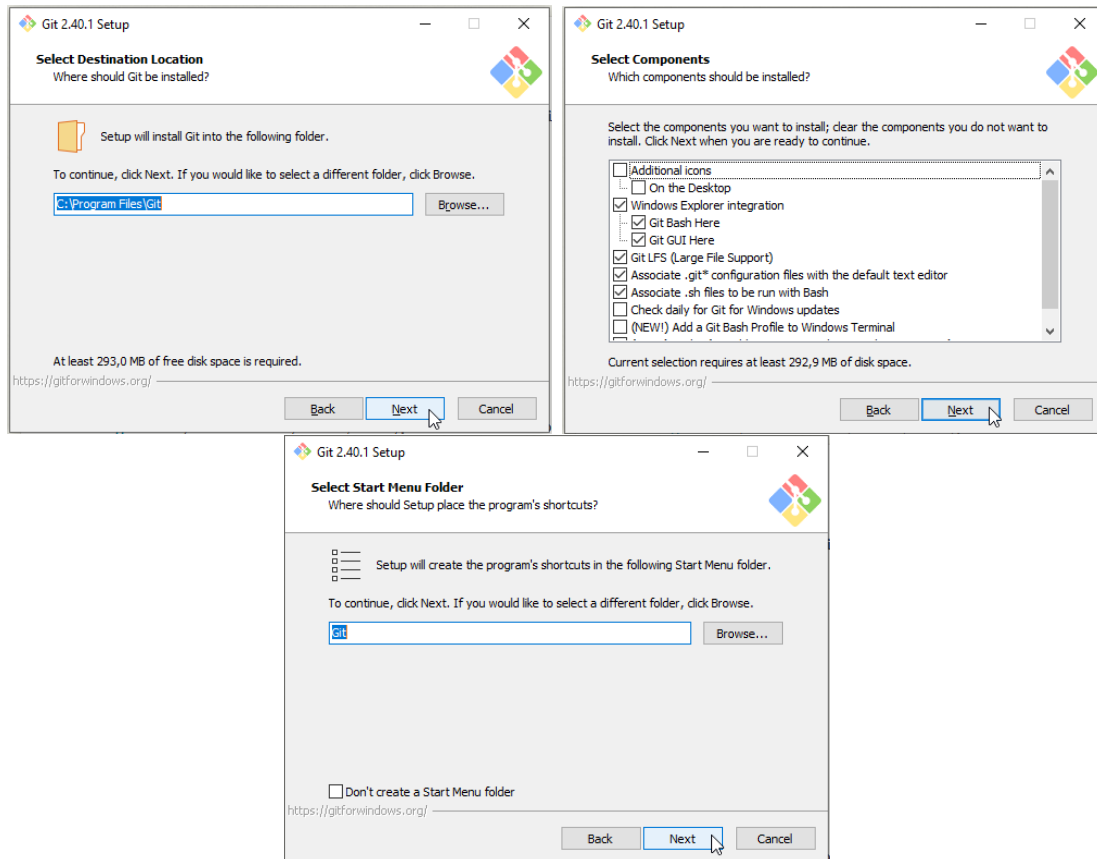 Git 2.40.1 Setup
Select Destination Location
Where should Git be installed?
Setup will install Git into the following folder.
To continue, click Next. If you would like to select a different folder, click Browse.
C:\Program Files\Git
Browse...
At least 293,0 MB of free disk space is required.
https://gitforwindows.org/
Back
Next
Cancel
Git 2.40.1 Setup
Select Components
Which components should be installed?
Select the components you want to install; clear the components you do not want to
install. Click Next when you are ready to continue.
Additional icons
On the Desktop
Windows Explorer integration
Git Bash Here
Git GUI Here
Git LFS (Large File Support)
Associate .git* configuration files with the default text editor
Associate .sh files to be run with Bash
Check daily for Git for Windows updates
(NEW!) Add a Git Bash Profile to Windows Terminal
Current selection requires at least 292,9 MB of disk space.
https://gitforwindows.org/
Back
Next
Cancel
Git 2.40.1 Setup
Select Start Menu Folder
Where should Setup place the program's shortcuts?
Setup will create the program's shortcuts in the following Start Menu folder.
To continue, click Next. If you would like to select a different folder, click Browse.
Git
Browse...
Don't create a Start Menu folder
https://gitforwindows.org/
Back
Next
Cancel